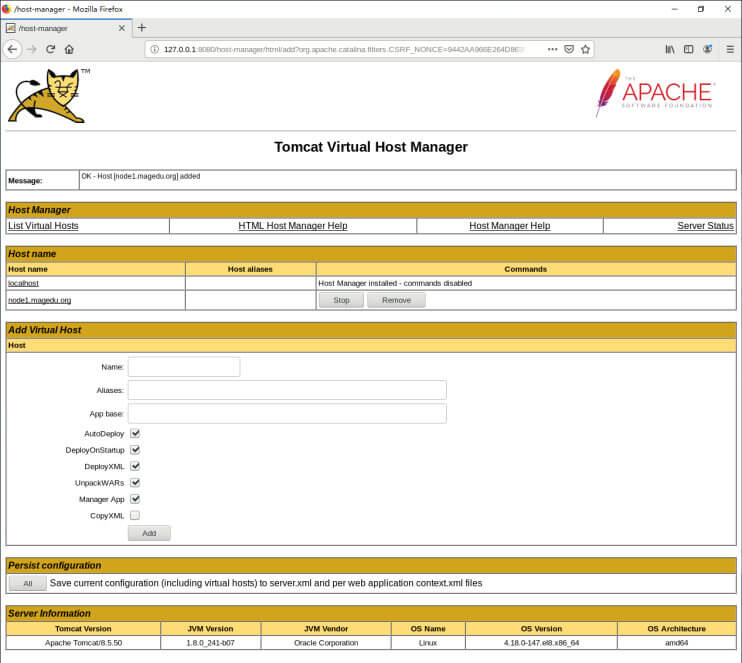 /host-manager - Mozilla Firefox
/host-manager
127.0.0.1:8080/host-manager/html/add?org.apache.catalina.filters.CSRF_NONCE=9442AA966E264D86
TM
THE
APACHE
SOFTWARE FOUNDATION
Tomcat Virtual Host Manager
Message: OK - Host [node1.magedu.org] added
Host Manager
List Virtual Hosts HTML Host Manager Help Host Manager Help Server Status
Host name
Host name Host aliases Commands
localhost Host Manager installed - commands disabled
node1.magedu.org Stop Remove
Add Virtual Host
Host
Name:
Aliases:
App base:
AutoDeploy
DeployOnStartup
DeployXML
UnpackWARs
Manager App
CopyXML
Add
Persist configuration
All Save current configuration (including virtual hosts) to server.xml and per web application context.xml files
Server Information
Tomcat Version JVM Version JVM Vendor OS Name OS Version OS Architecture
Apache Tomcat/8.5.50 1.8.0_241-b07 Oracle Corporation Linux 4.18.0-147.el8.x86_64 amd64